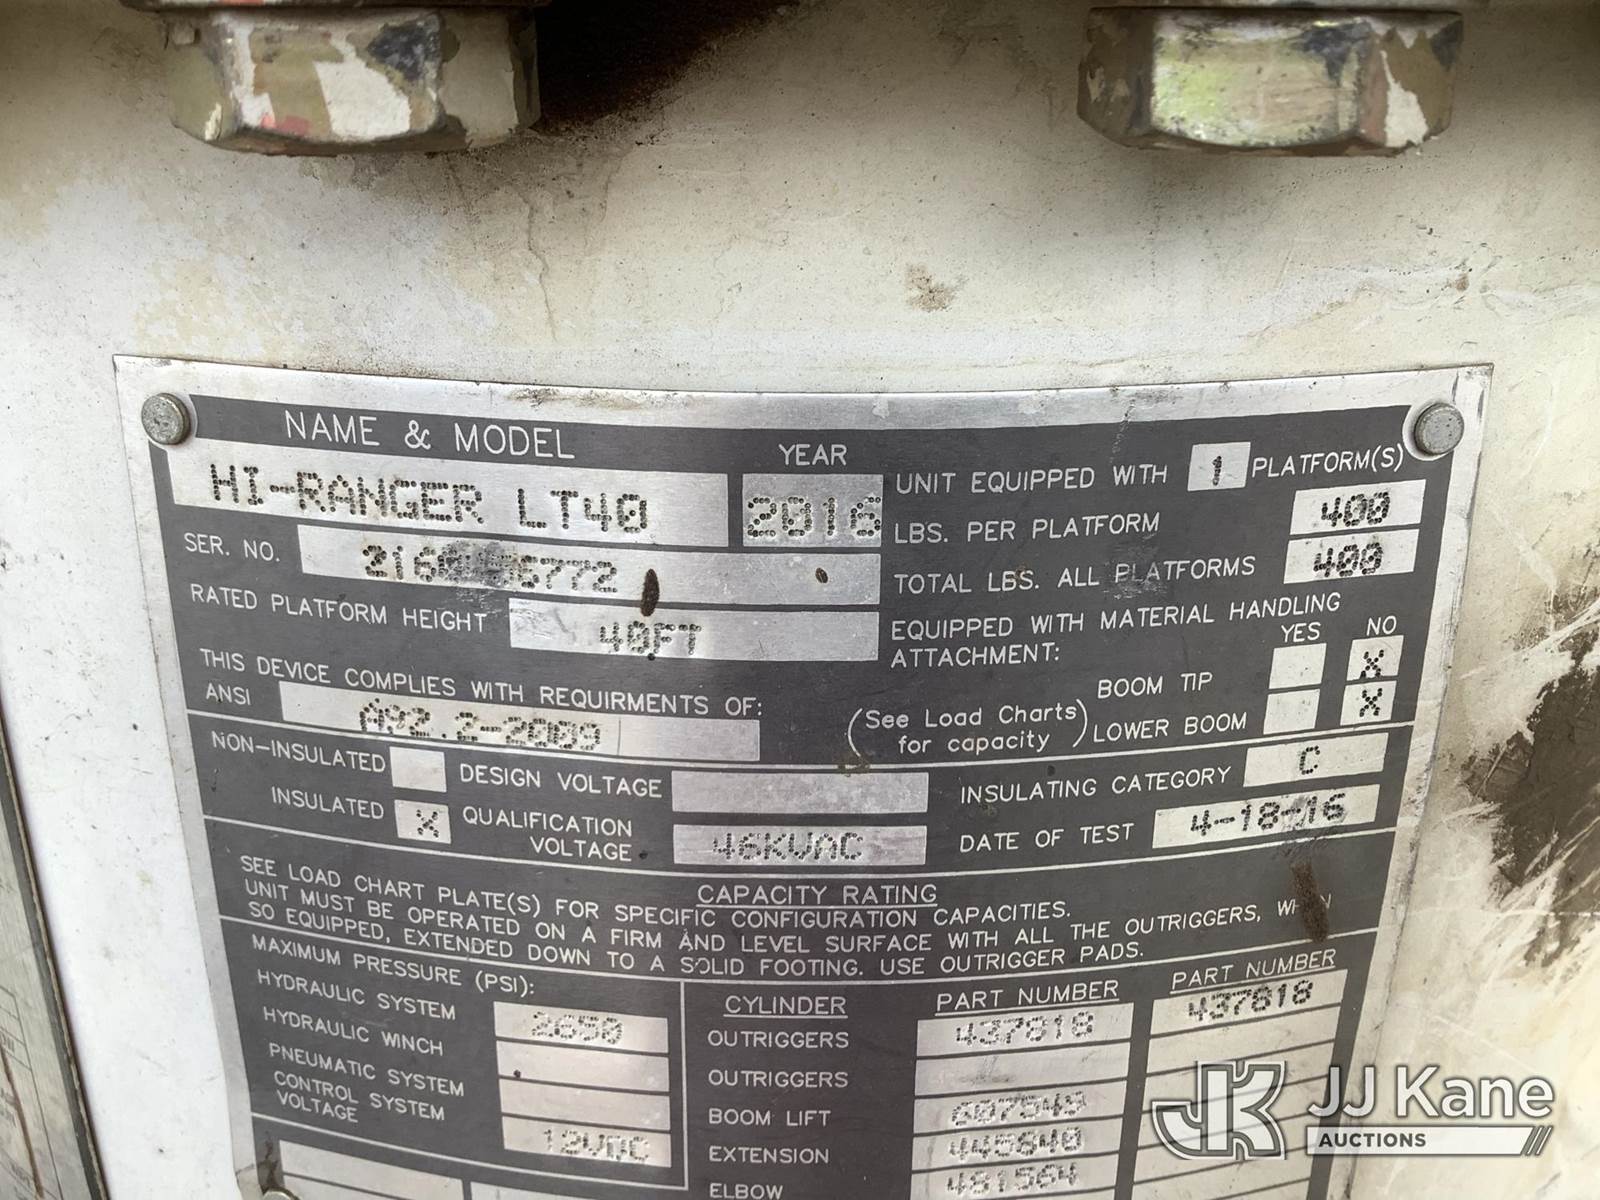 NAME & MODEL
YEAR
HI-RANGER LT40
2016
UNIT EQUIPPED WITH 1 PLATFORM(S)
LBS. PER PLATFORM 400
TOTAL LBS. ALL PLATFORMS 400
SER. NO.
RATED PLATFORM HEIGHT 40FT
EQUIPPED WITH MATERIAL HANDLING
ATTACHMENT:
YES NO
BOOM TIP X
LOWER BOOM X
(See Load Charts
for capacity)
THIS DEVICE COMPLIES WITH REQUIRMENTS OF:
ANSI A92.2-2009
NON-INSULATED
DESIGN VOLTAGE
INSULATING CATEGORY C
INSULATED X
QUALIFICATION
VOLTAGE 46KVAC
DATE OF TEST 4-18-16
CAPACITY RATING
SEE LOAD CHART PLATE(S) FOR SPECIFIC CONFIGURATION CAPACITIES.
UNIT MUST BE OPERATED ON A FIRM AND LEVEL SURFACE WITH ALL THE OUTRIGGERS, WHEN
SO EQUIPPED, EXTENDED DOWN TO A SOLID FOOTING. USE OUTRIGGER PADS.
MAXIMUM PRESSURE (PSI):
HYDRAULIC SYSTEM
HYDRAULIC WINCH
PNEUMATIC SYSTEM
CONTROL SYSTEM
VOLTAGE 12VDC
CYLINDER PART NUMBER PART NUMBER
OUTRIGGERS 437818 437818
OUTRIGGERS
BOOM LIFT 607549
EXTENSION 445640
ELBOW 481564
JJ Kane
AUCTIONS